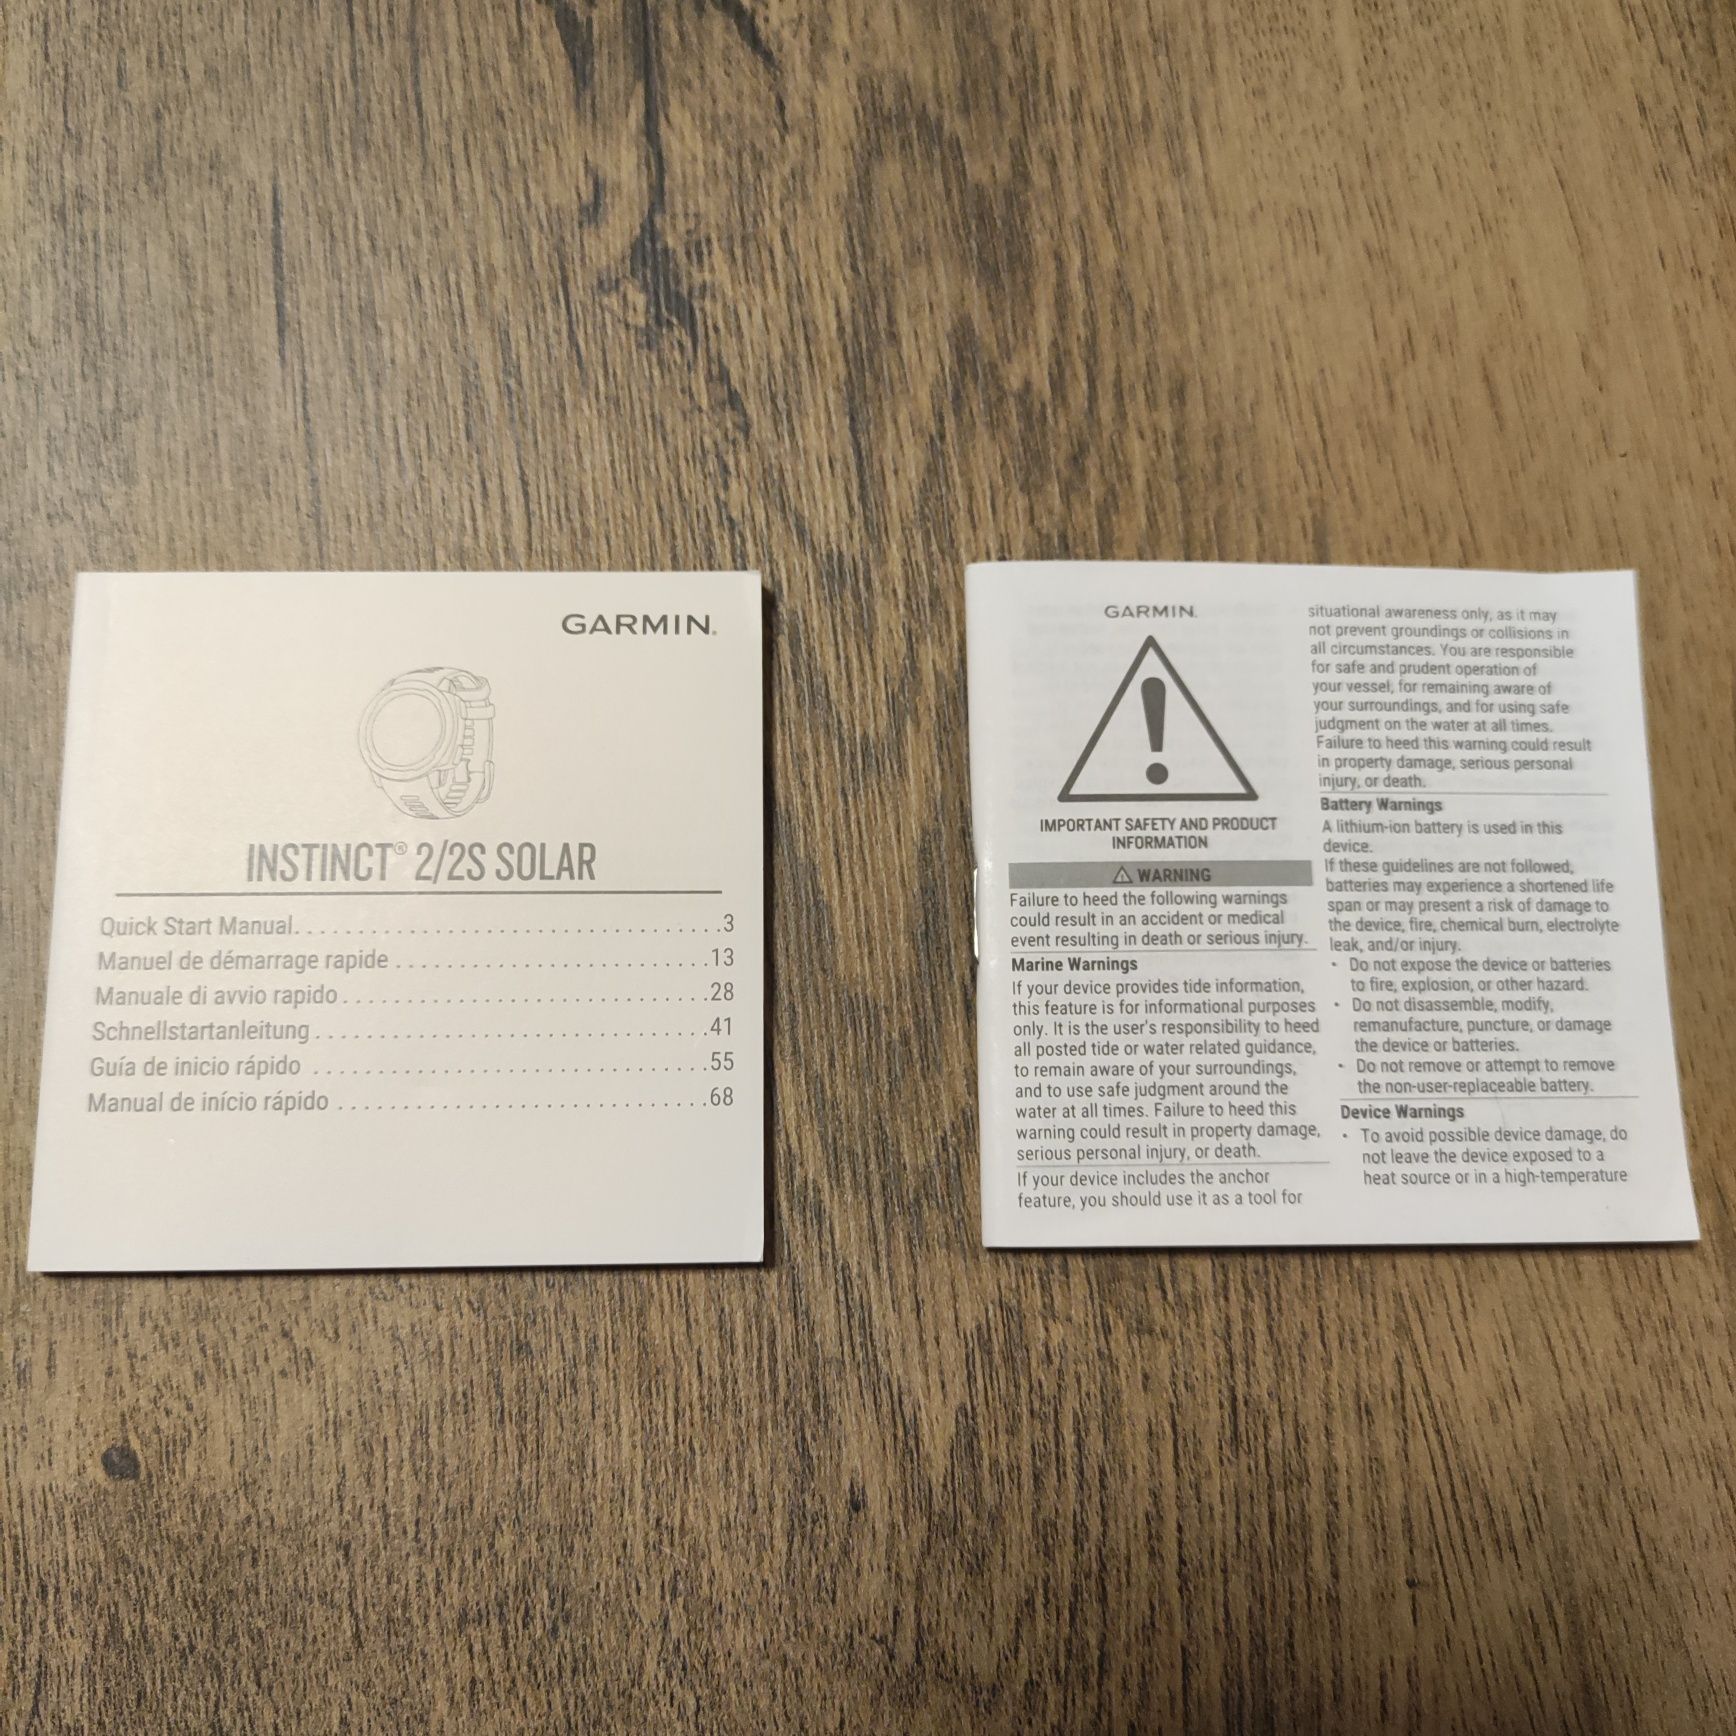 GARMIN.
INSTINCT® 2/2S SOLAR
Quick Start Manual. . . . . . . . . . . . . . . . . . . . . . . . . . . . . . . . . . 3
Manuel de démarrage rapide . . . . . . . . . . . . . . . . . . . . . . . . . . 13
Manuale di avvio rapido . . . . . . . . . . . . . . . . . . . . . . . . . . . . . . 28
Schnellstartanleitung . . . . . . . . . . . . . . . . . . . . . . . . . . . . . . . . 41
Guía de inicio rápido . . . . . . . . . . . . . . . . . . . . . . . . . . . . . . . . 55
Manual de início rápido . . . . . . . . . . . . . . . . . . . . . . . . . . . . . . 68
GARMIN.
IMPORTANT SAFETY AND PRODUCT
INFORMATION
⚠ WARNING
Failure to heed the following warnings
could result in an accident or medical
event resulting in death or serious injury.
Marine Warnings
If your device provides tide information,
this feature is for informational purposes
only. It is the user's responsibility to heed
all posted tide or water related guidance,
to remain aware of your surroundings,
and to use safe judgment around the
water at all times. Failure to heed this
warning could result in property damage,
serious personal injury, or death.
If your device includes the anchor
feature, you should use it as a tool for
situational awareness only, as it may
not prevent groundings or collisions in
all circumstances. You are responsible
for safe and prudent operation of
your vessel, for remaining aware of
your surroundings, and for using safe
judgment on the water at all times.
Failure to heed this warning could result
in property damage, serious personal
injury, or death.
Battery Warnings
A lithium-ion battery is used in this
device.
If these guidelines are not followed,
batteries may experience a shortened life
span or may present a risk of damage to
the device, fire, chemical burn, electrolyte
leak, and/or injury.
• Do not expose the device or batteries
to fire, explosion, or other hazard.
• Do not disassemble, modify,
remanufacture, puncture, or damage
the device or batteries.
• Do not remove or attempt to remove
the non-user-replaceable battery.
Device Warnings
• To avoid possible device damage, do
not leave the device exposed to a
heat source or in a high-temperature